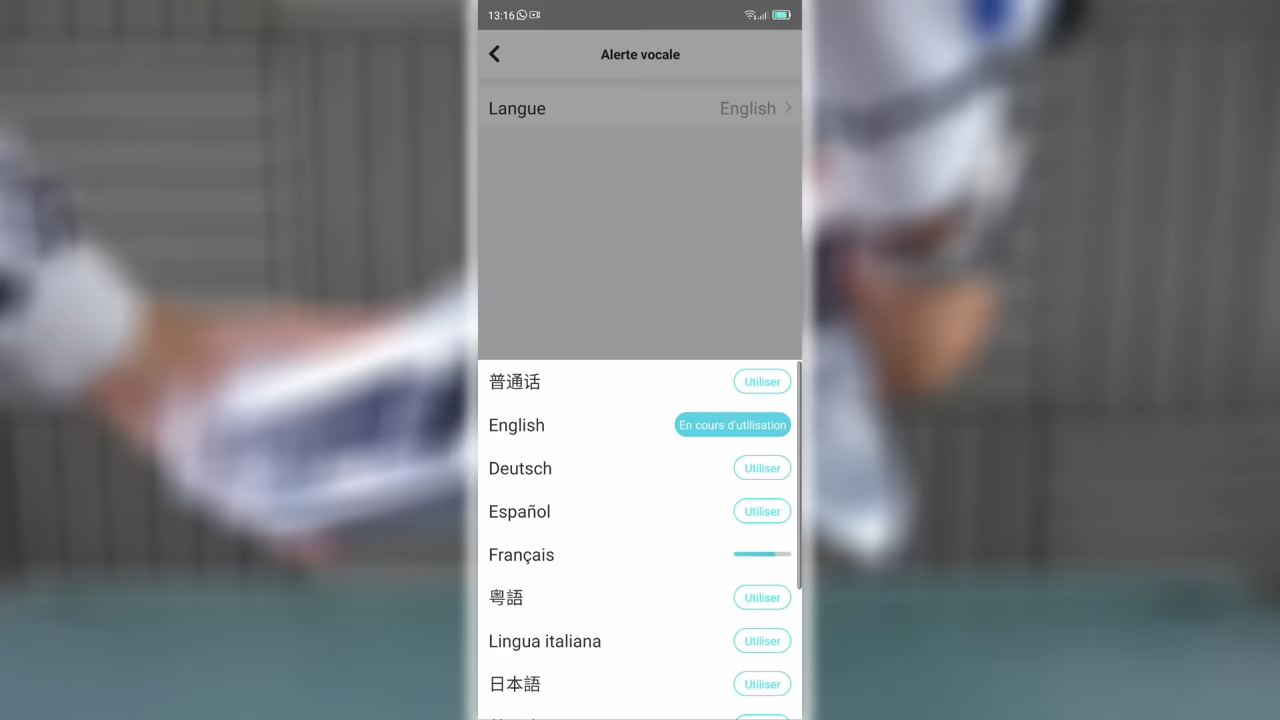 13:16
Alerte vocale
Langue English
普通话 Utiliser
English En cours d'utilisation
Deutsch Utiliser
Español Utiliser
Français
粤語 Utiliser
Lingua italiana Utiliser
日本語 Utiliser